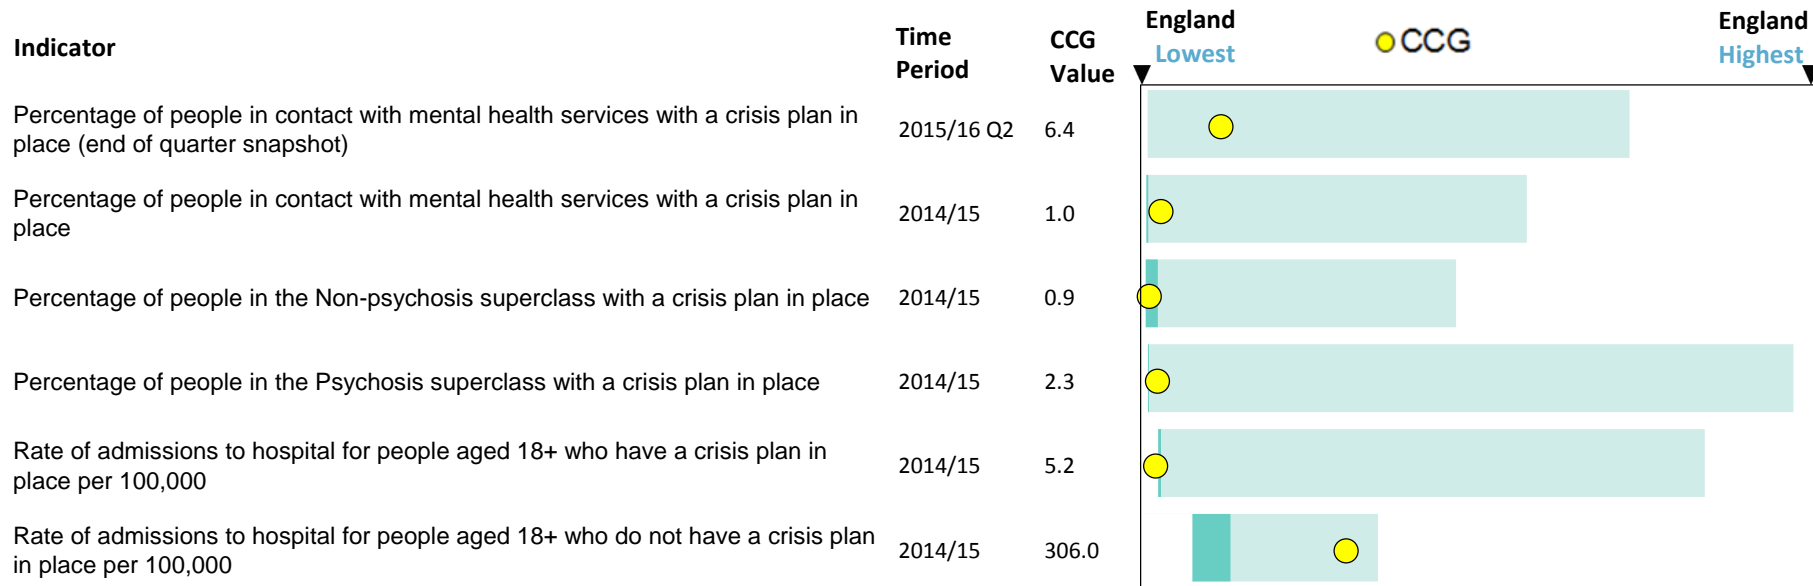 Indicator
Time
Period
CCG
Value
England
Lowest
CCG
England
Highest
Percentage of people in contact with mental health services with a crisis plan in
place (end of quarter snapshot)
2015/16 Q2
6.4
Percentage of people in contact with mental health services with a crisis plan in
place
2014/15
1.0
Percentage of people in the Non-psychosis superclass with a crisis plan in place
2014/15
0.9
Percentage of people in the Psychosis superclass with a crisis plan in place
2014/15
2.3
Rate of admissions to hospital for people aged 18+ who have a crisis plan in
place per 100,000
2014/15
5.2
Rate of admissions to hospital for people aged 18+ who do not have a crisis plan
in place per 100,000
2014/15
306.0